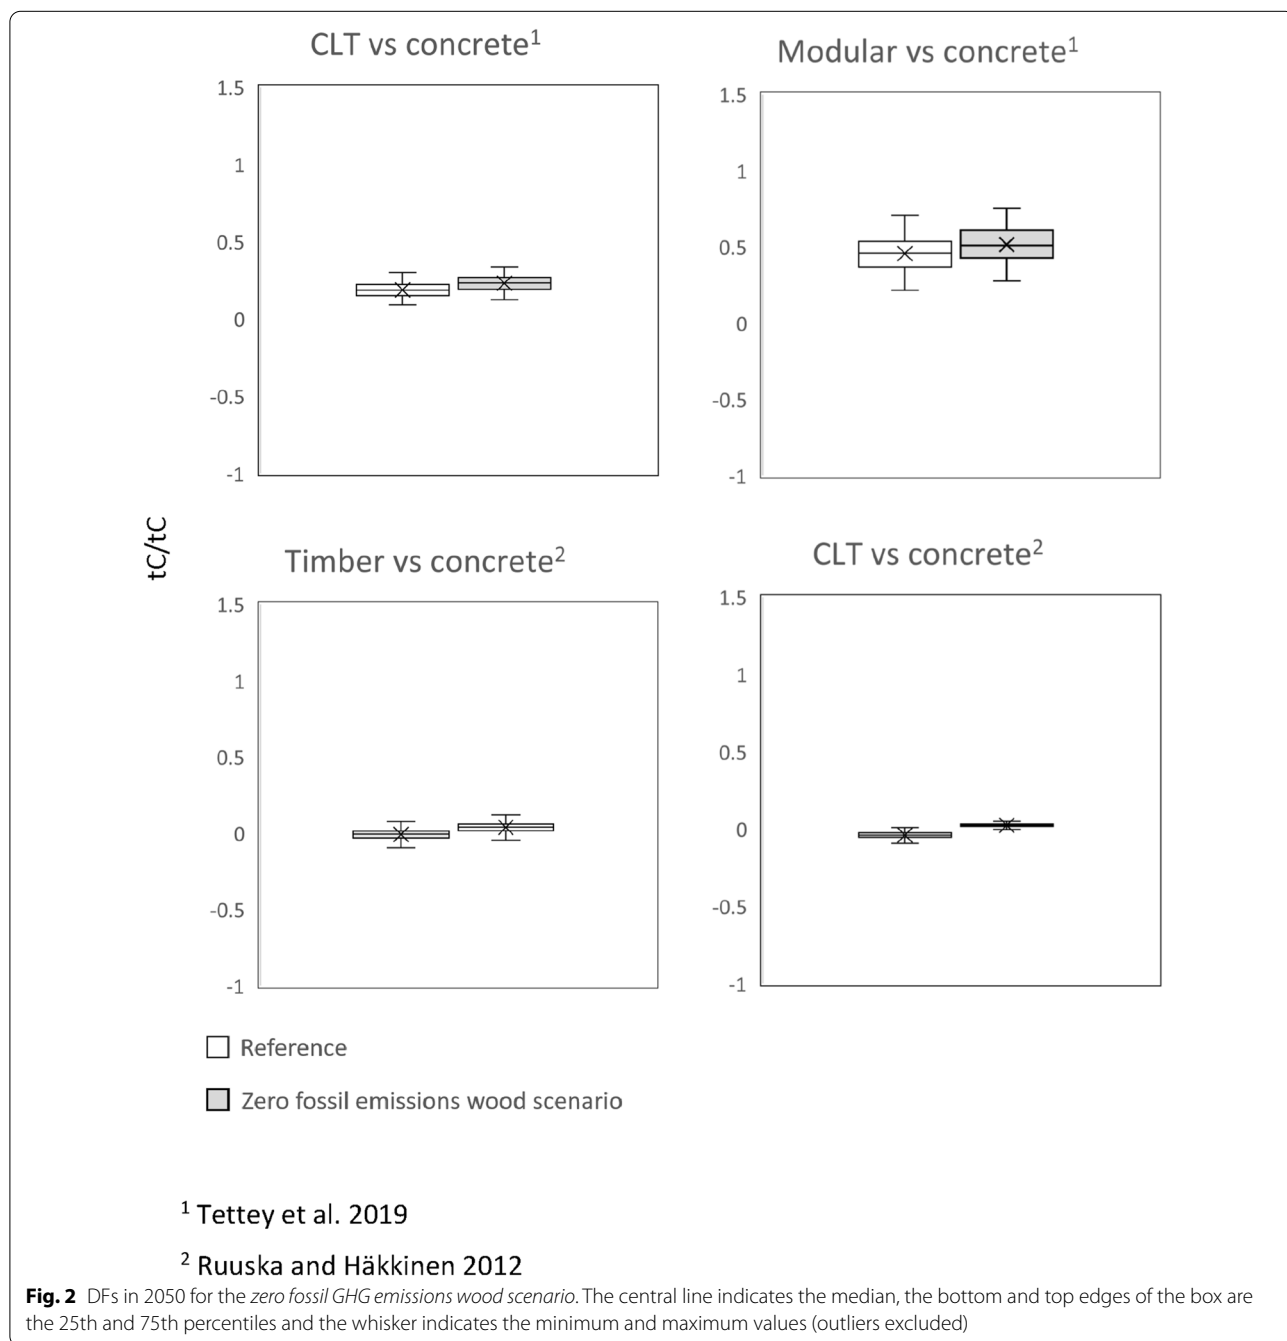 CLT vs concrete1
1.5
1
0.5
0
-0.5
-1
Modular vs concrete1
1.5
1
0.5
0
-0.5
-1
tC/tC
Timber vs concrete2
1.5
1
0.5
0
-0.5
-1
CLT vs concrete2
1.5
1
0.5
0
-0.5
-1
Reference
Zero fossil emissions wood scenario
1 Tettey et al. 2019
2 Ruuska and Häkkinen 2012
Fig. 2 DFs in 2050 for the zero fossil GHG emissions wood scenario. The central line indicates the median, the bottom and top edges of the box are
the 25th and 75th percentiles and the whisker indicates the minimum and maximum values (outliers excluded)